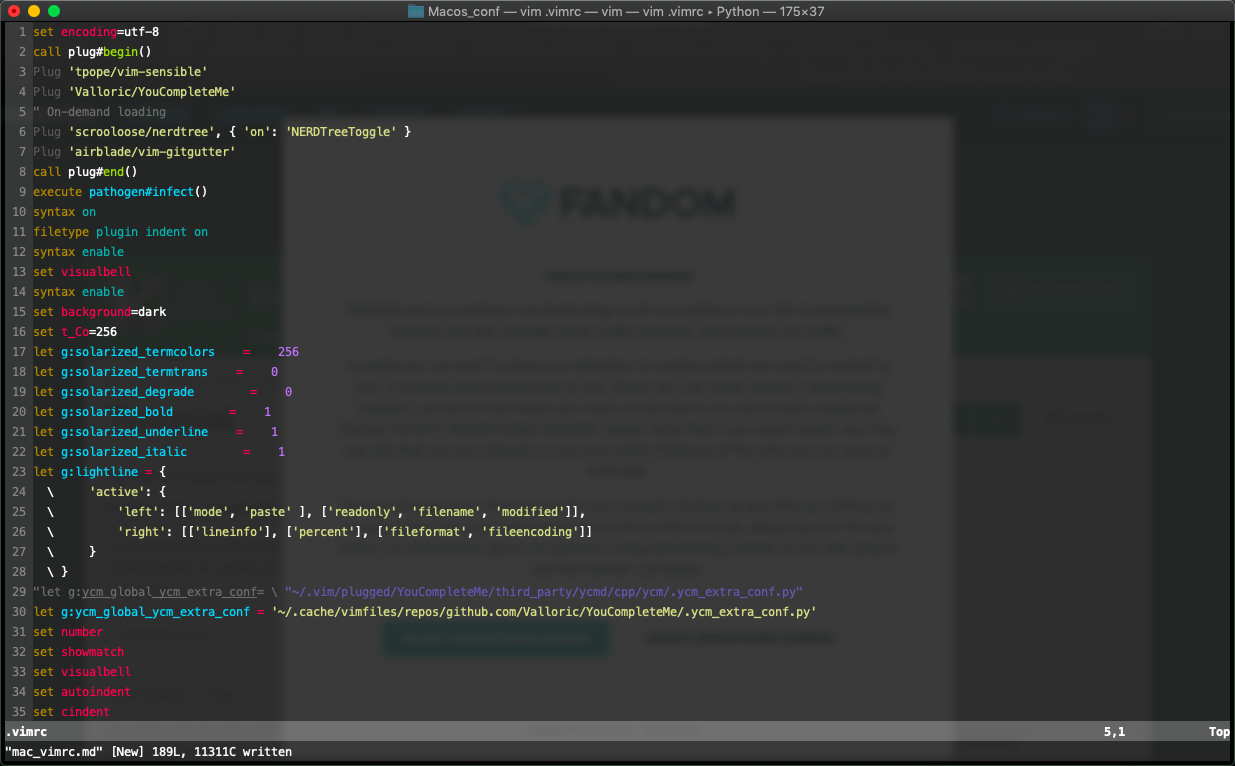 Macos_conf — vim .vimrc — vim — vim .vimrc ▸ Python — 175×37
1 set encoding=utf-8
2 call plug#begin()
3 Plug 'tpope/vim-sensible'
4 Plug 'Valloric/YouCompleteMe'
5 " On-demand loading
6 Plug 'scrooloose/nerdtree', { 'on': 'NERDTreeToggle' }
7 Plug 'airblade/vim-gitgutter'
8 call plug#end()
9 execute pathogen#infect()
10 syntax on
11 filetype plugin indent on
12 syntax enable
13 set visualbell
14 syntax enable
15 set background=dark
16 set t_Co=256
17 let g:solarized_termcolors    =    256
18 let g:solarized_termtrans    =    0
19 let g:solarized_degrade        =    0
20 let g:solarized_bold        =    1
21 let g:solarized_underline    =    1
22 let g:solarized_italic        =    1
23 let g:lightline = {
24   \     'active': {
25   \         'left': [['mode', 'paste' ], ['readonly', 'filename', 'modified']],
26   \         'right': [['lineinfo'], ['percent'], ['fileformat', 'fileencoding']]
27   \     }
28   \ }
29 "let g:ycm_global_ycm_extra_conf= \ "~/.vim/plugged/YouCompleteMe/third_party/ycmd/cpp/ycm/.ycm_extra_conf.py"
30 let g:ycm_global_ycm_extra_conf = '~/.cache/vimfiles/repos/github.com/Valloric/YouCompleteMe/.ycm_extra_conf.py'
31 set number
32 set showmatch
33 set visualbell
34 set autoindent
35 set cindent
.vimrc 5,1 Top
"mac_vimrc.md" [New] 189L, 11311C written
FANDOM